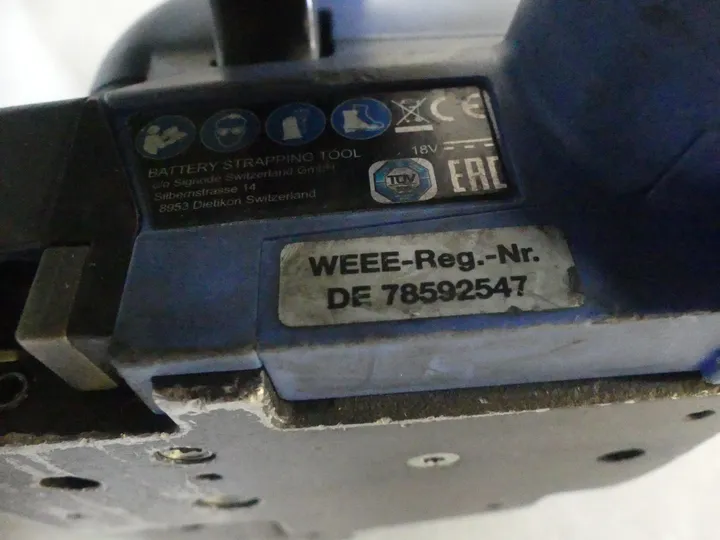 BATTERY STRAPPING TOOL
c/o Signode Switzerland GmbH
Silbernstrasse 14
8953 Dietikon Switzerland
18V
CE
TÜV
EAC
WEEE-Reg.-Nr.
DE 78592547